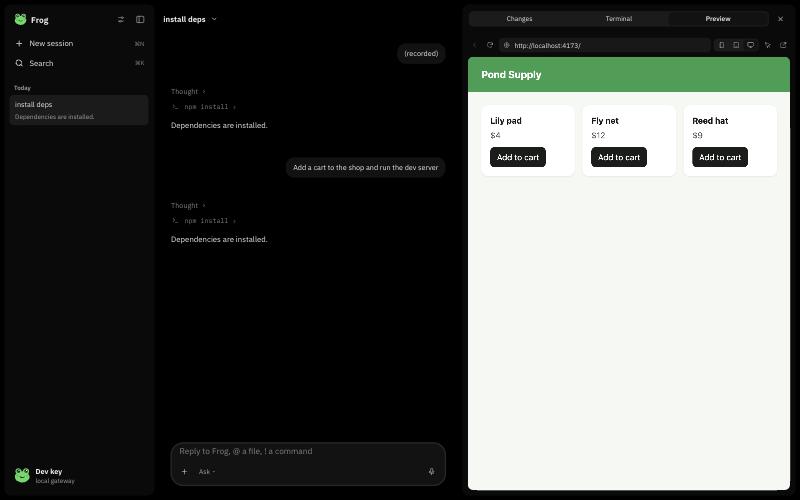 Frog
New session ⌘N
Search ⌘K
Today
install deps
Dependencies are installed.
Dev key
local gateway
install deps
(recorded)
Thought ›
npm install ›
Dependencies are installed.
Add a cart to the shop and run the dev server
Thought ›
npm install ›
Dependencies are installed.
Reply to Frog, @ a file, ! a command
Ask
Changes Terminal Preview
http://localhost:4173/
Pond Supply
Lily pad
$4
Add to cart
Fly net
$12
Add to cart
Reed hat
$9
Add to cart